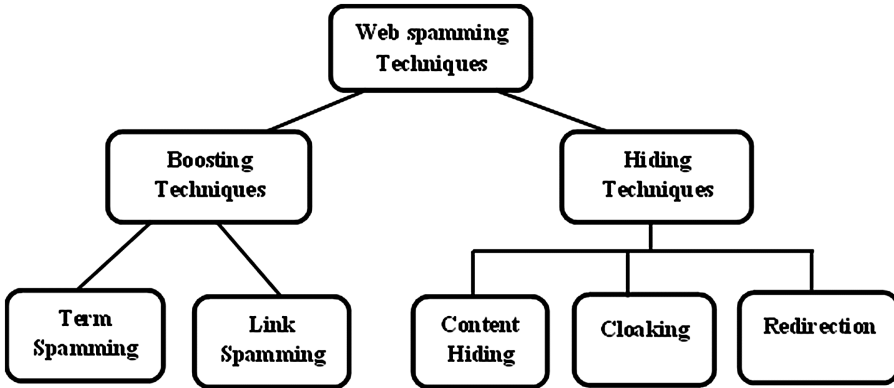 Web spamming
Techniques
Boosting
Techniques
Hiding
Techniques
Term
Spamming
Link
Spamming
Content
Hiding
Cloaking
Redirection